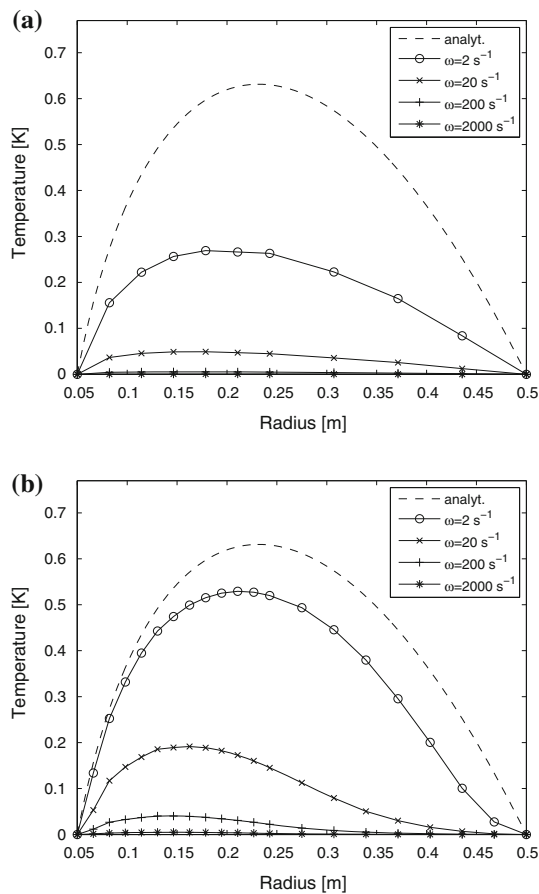 (a)
0.7
0.6
0.5
0.4
0.3
0.2
0.1
0
Temperature [K]
analyt.
ω=2 s⁻¹
ω=20 s⁻¹
ω=200 s⁻¹
ω=2000 s⁻¹
0.05 0.1 0.15 0.2 0.25 0.3 0.35 0.4 0.45 0.5
Radius [m]
(b)
0.7
0.6
0.5
0.4
0.3
0.2
0.1
0
Temperature [K]
analyt.
ω=2 s⁻¹
ω=20 s⁻¹
ω=200 s⁻¹
ω=2000 s⁻¹
0.05 0.1 0.15 0.2 0.25 0.3 0.35 0.4 0.45 0.5
Radius [m]